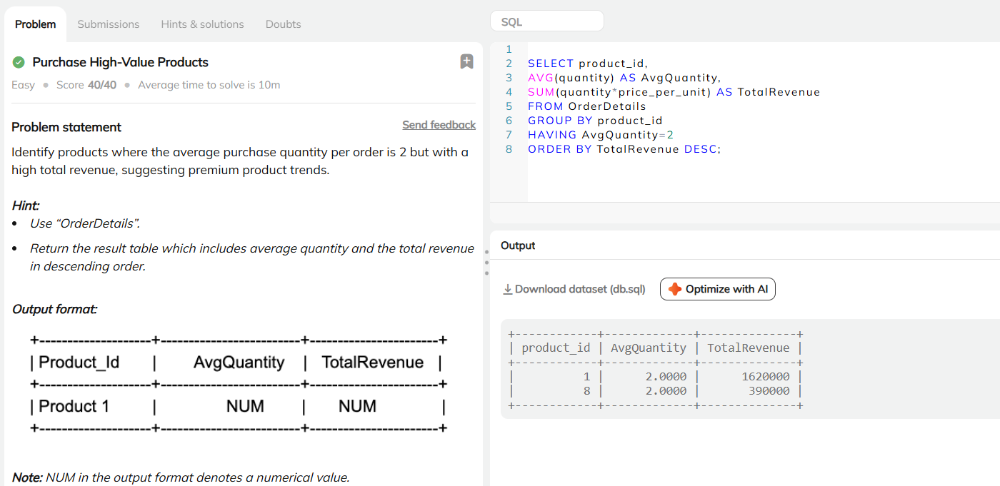 Problem Submissions Hints & solutions Doubts
Purchase High-Value Products
Easy • Score 40/40 • Average time to solve is 10m
Problem statement
Send feedback
Identify products where the average purchase quantity per order is 2 but with a
high total revenue, suggesting premium product trends.
Hint:
• Use “OrderDetails”.
• Return the result table which includes average quantity and the total revenue
in descending order.
Output format:
+--------------------+-------------------------+-----------------------+
| Product_Id | AvgQuantity | TotalRevenue |
+--------------------+-------------------------+-----------------------+
| Product 1 | NUM | NUM |
+--------------------+-------------------------+-----------------------+
Note: NUM in the output format denotes a numerical value.
SQL
1
2 SELECT product_id,
3 AVG(quantity) AS AvgQuantity,
4 SUM(quantity*price_per_unit) AS TotalRevenue
5 FROM OrderDetails
6 GROUP BY product_id
7 HAVING AvgQuantity=2
8 ORDER BY TotalRevenue DESC;
Output
Download dataset (db.sql) Optimize with AI
+------------+-------------+--------------+
| product_id | AvgQuantity | TotalRevenue |
+------------+-------------+--------------+
| 1 | 2.0000 | 1620000 |
| 8 | 2.0000 | 390000 |
+------------+-------------+--------------+